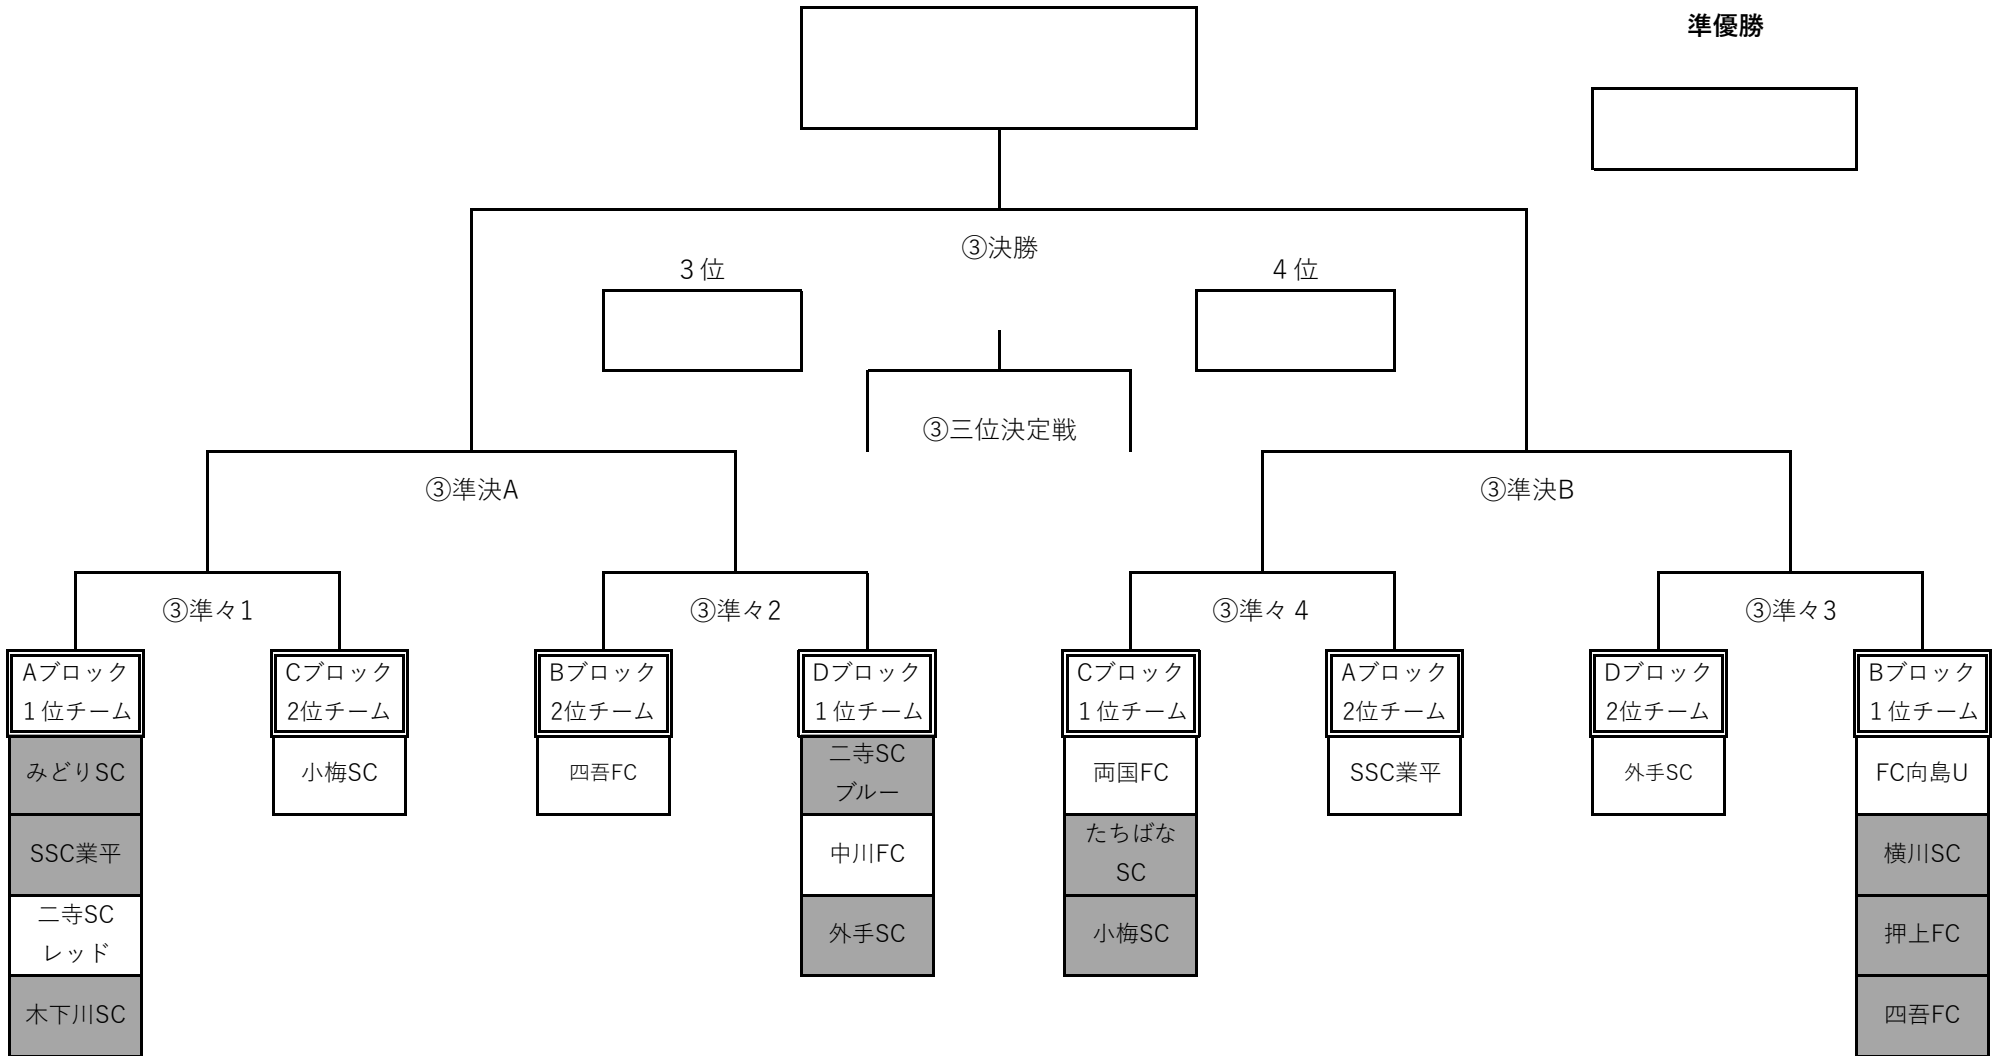 準優勝
③決勝
３位
４位
③三位決定戦
③準決A
③準決B
③準々1
③準々2
③準々４
③準々3
Aブロック
１位チーム
Cブロック
2位チーム
Bブロック
2位チーム
Dブロック
１位チーム
Cブロック
１位チーム
Aブロック
2位チーム
Dブロック
2位チーム
Bブロック
１位チーム
みどりSC
小梅SC
四吾FC
二寺SC
ブルー
両国FC
SSC業平
外手SC
FC向島U
SSC業平
中川FC
たちばな
SC
横川SC
二寺SC
レッド
外手SC
小梅SC
押上FC
木下川SC
四吾FC